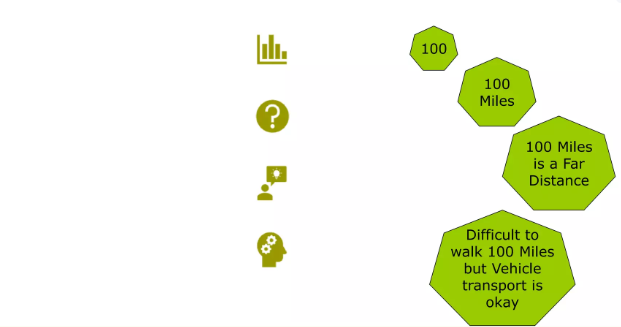 100
100
Miles
100 Miles
is a Far
Distance
Difficult to
walk 100 Miles
but Vehicle
transport is
okay